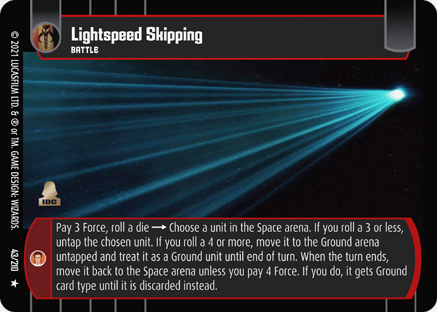 Lightspeed Skipping
BATTLE
IDC
Pay 3 Force, roll a die → Choose a unit in the Space arena. If you roll a 3 or less,
untap the chosen unit. If you roll a 4 or more, move it to the Ground arena
untapped and treat it as a Ground unit until end of turn. When the turn ends,
move it back to the Space arena unless you pay 4 Force. If you do, it gets Ground
card type until it is discarded instead.
© 2021 LUCASFILM LTD. & ® or TM. GAME DESIGN: WIZARDS.
43/210 ★